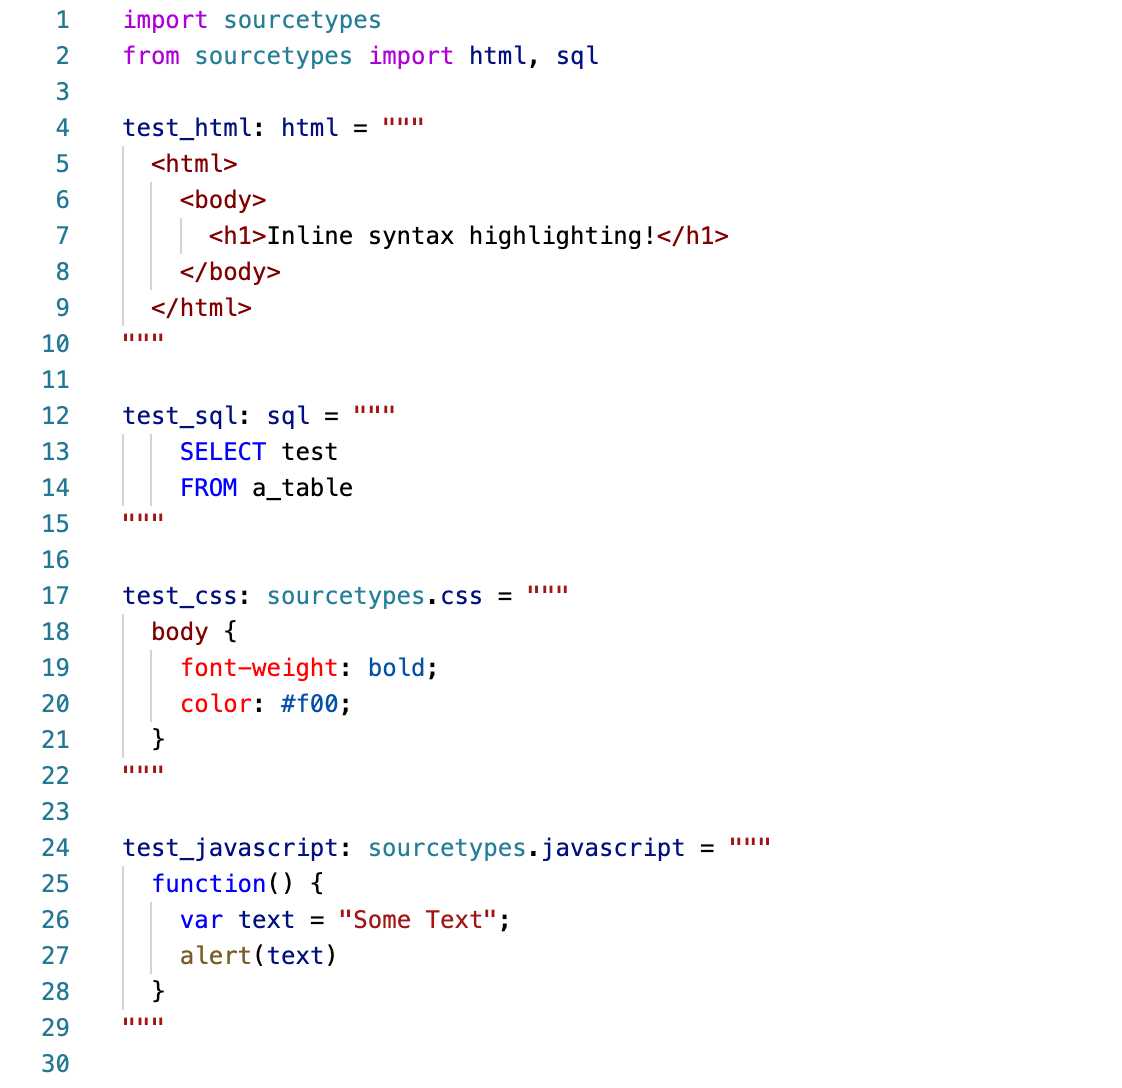 1 import sourcetypes
2 from sourcetypes import html, sql
3
4 test_html: html = """
5   <html>
6     <body>
7       <h1>Inline syntax highlighting!</h1>
8     </body>
9   </html>
10 """
11
12 test_sql: sql = """
13     SELECT test
14     FROM a_table
15 """
16
17 test_css: sourcetypes.css = """
18   body {
19     font-weight: bold;
20     color: #f00;
21   }
22 """
23
24 test_javascript: sourcetypes.javascript = """
25   function() {
26     var text = "Some Text";
27     alert(text)
28   }
29 """
30